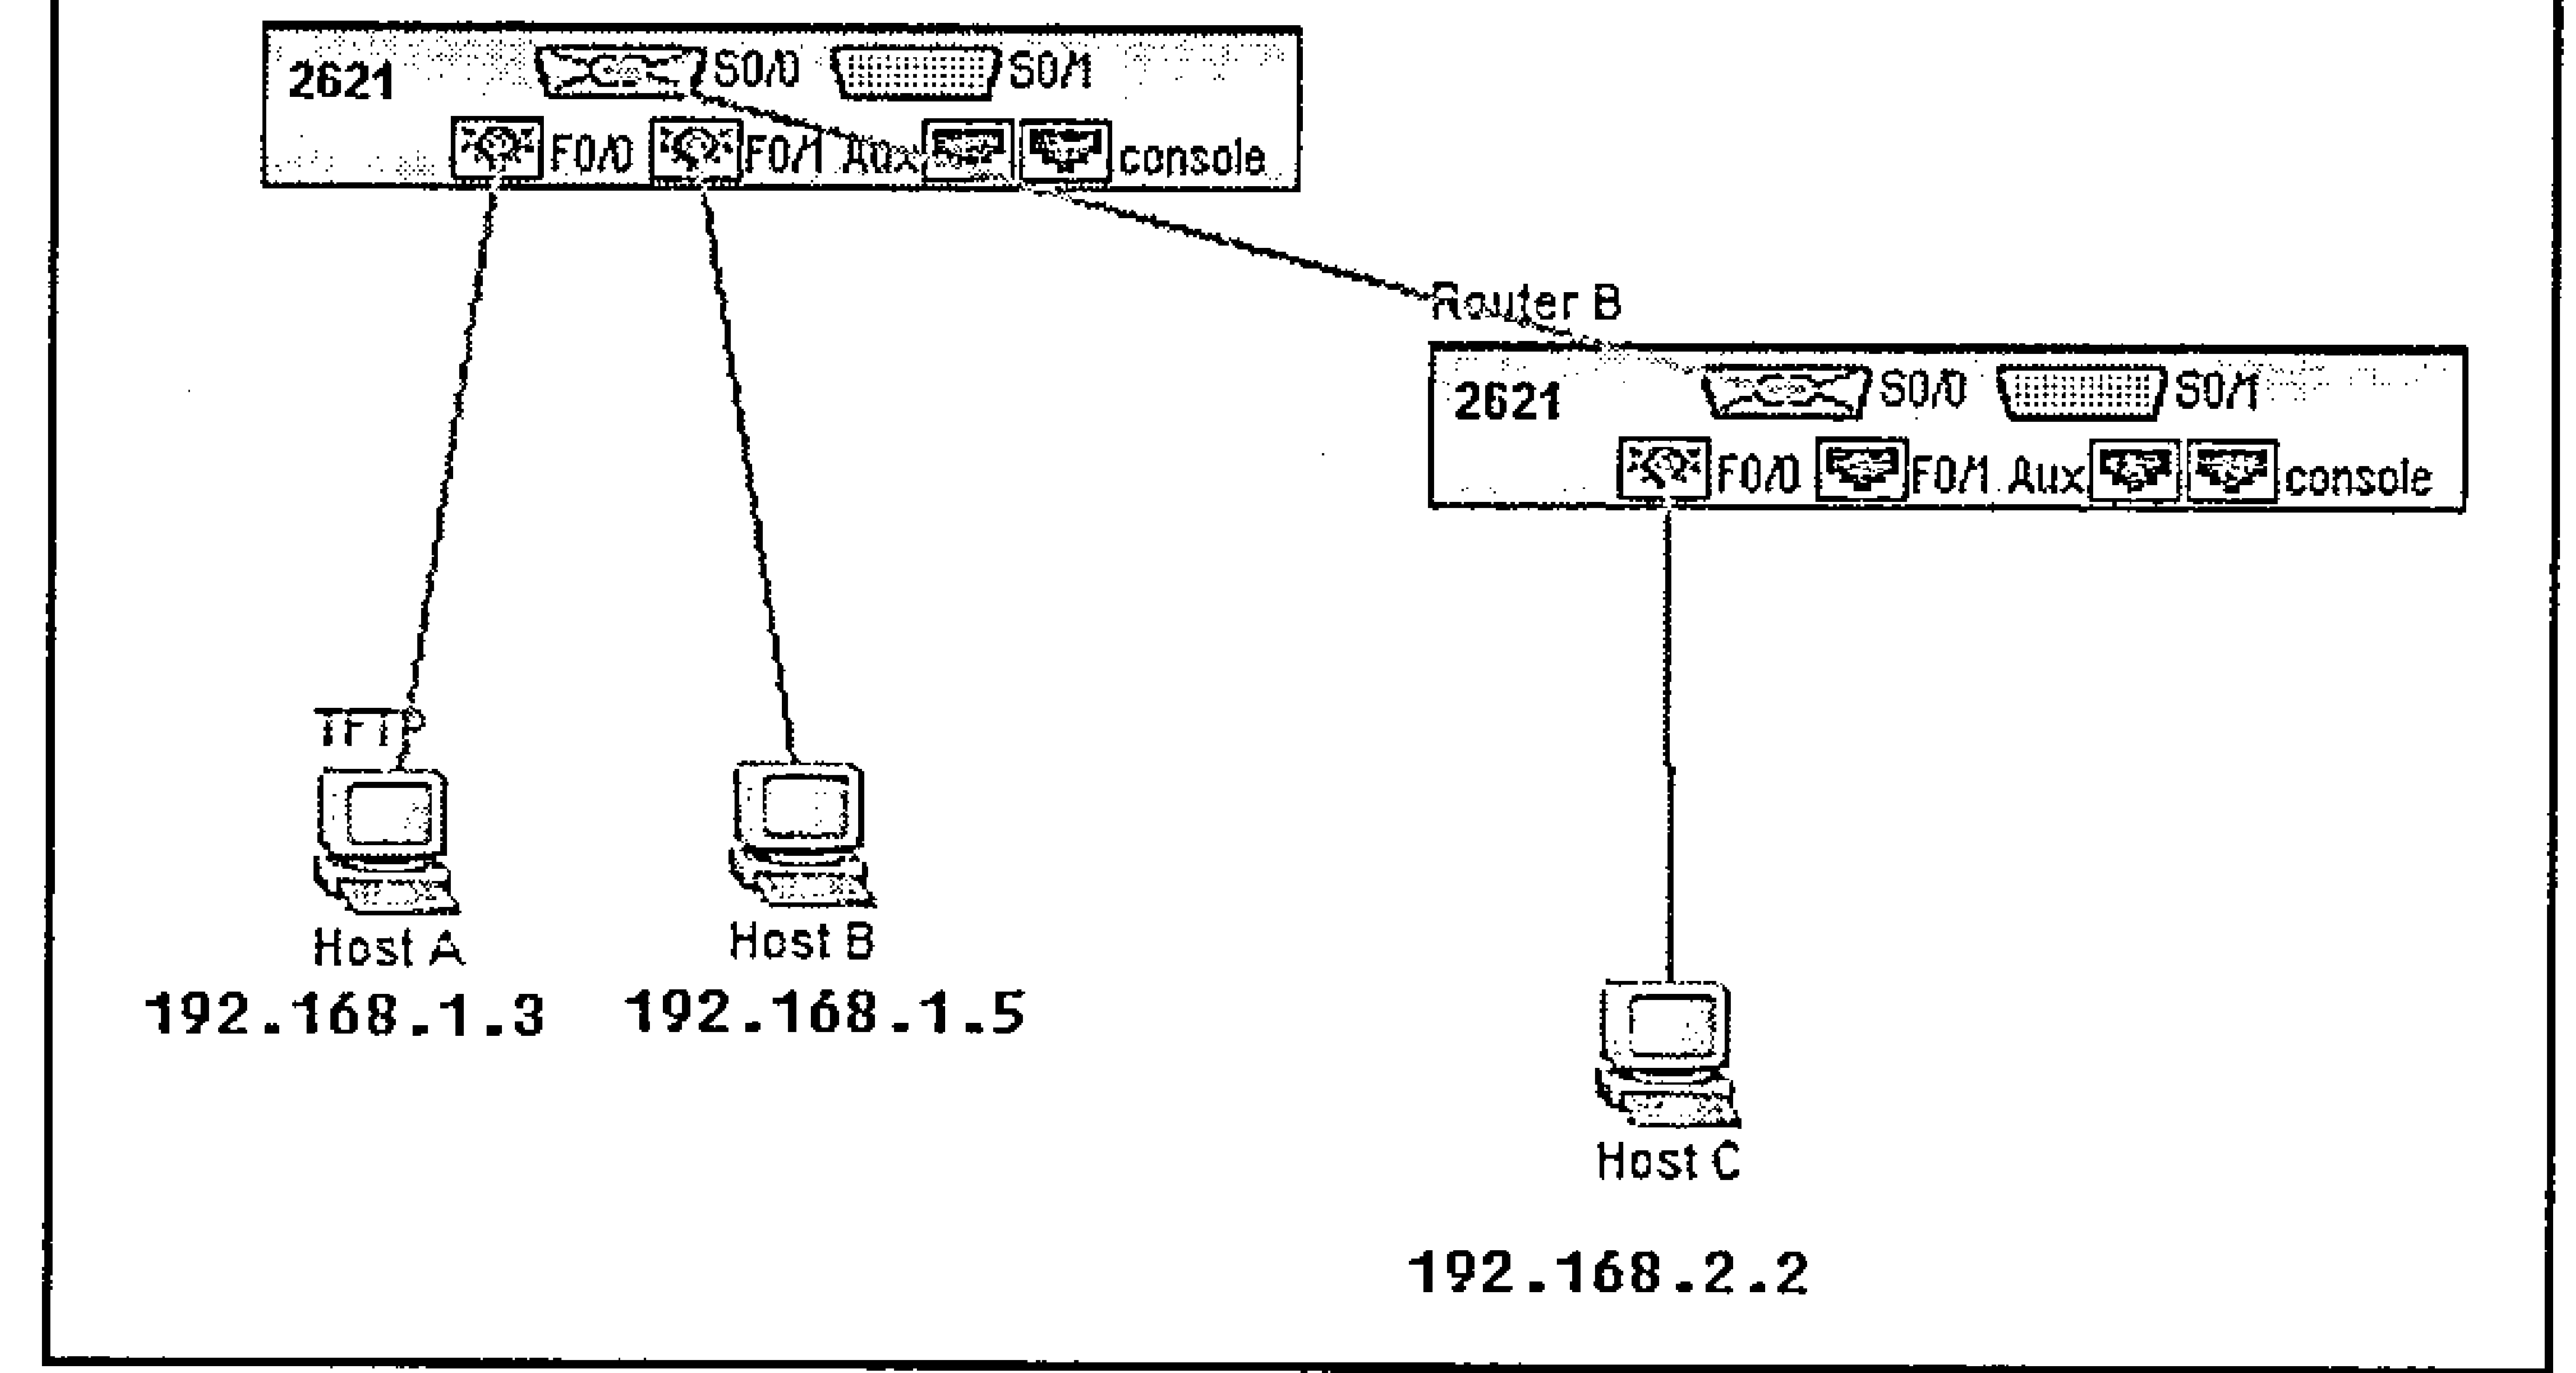 2621 S0/0 S0/1
F0/0 F0/1 Aux console
Router B
2621 S0/0 S0/1
F0/0 F0/1 Aux console
TFTP
Host A
Host B
192.168.1.3
192.168.1.5
Host C
192.168.2.2